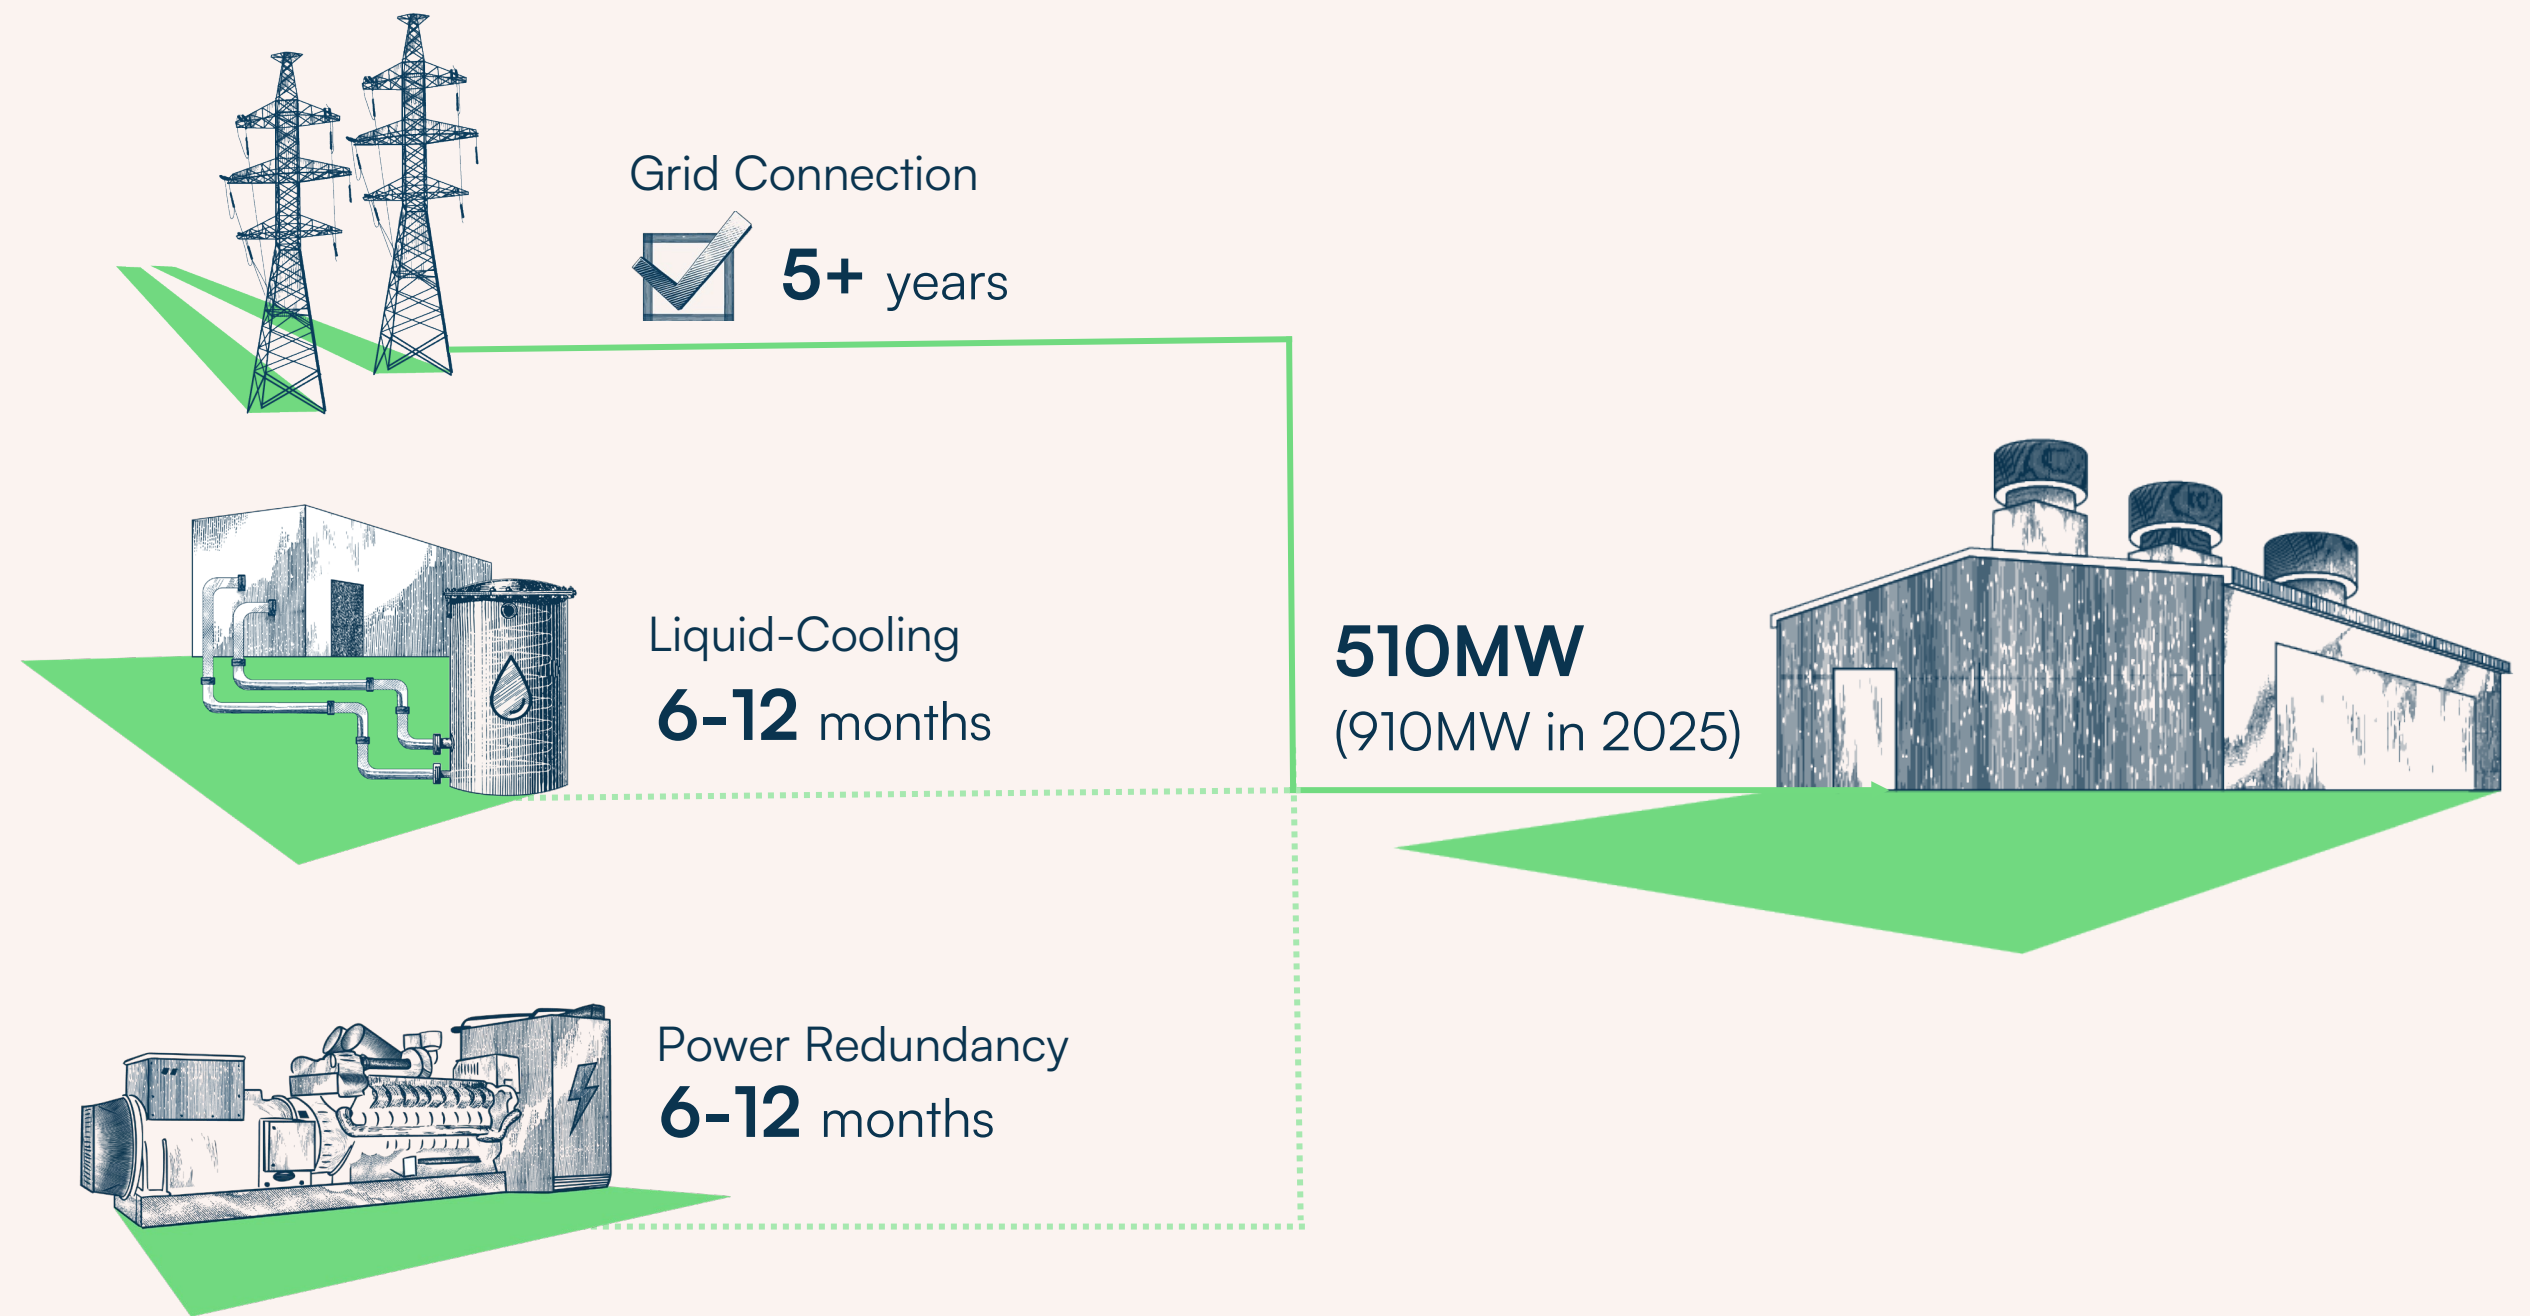 Grid Connection
5+ years
Liquid-Cooling
6-12 months
510MW
(910MW in 2025)
Power Redundancy
6-12 months